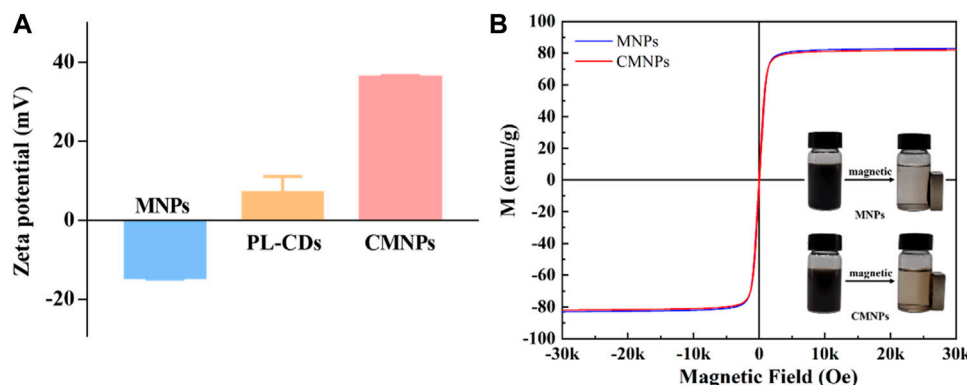 A
Zeta potential (mV)
40
20
0
-20
MNPs
PL-CDs
CMNPs
B
M (emu/g)
100
80
60
40
20
0
-20
-40
-60
-80
-100
MNPs
CMNPs
magnetic
MNPs
magnetic
CMNPs
-30k -20k -10k 0 10k 20k 30k
Magnetic Field (Oe)